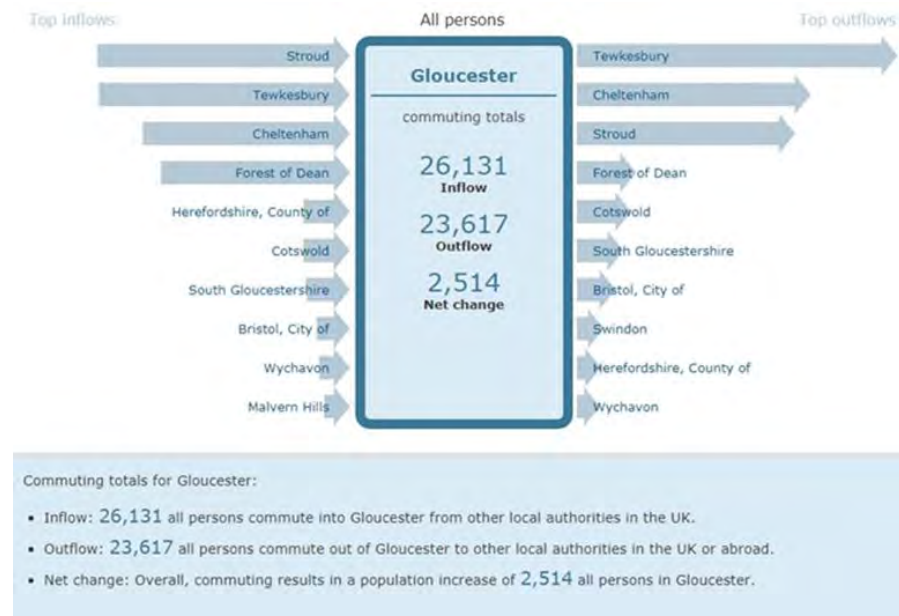 Top inflows
All persons
Top outflows
Stroud
Tewkesbury
Cheltenham
Forest of Dean
Herefordshire, County of
Cotswold
South Gloucestershire
Bristol, City of
Wychavon
Malvern Hills
Gloucester
commuting totals
26,131
Inflow
23,617
Outflow
2,514
Net change
Tewkesbury
Cheltenham
Stroud
Forest of Dean
Cotswold
South Gloucestershire
Bristol, City of
Swindon
Herefordshire, County of
Wychavon
Commuting totals for Gloucester:
• Inflow: 26,131 all persons commute into Gloucester from other local authorities in the UK.
• Outflow: 23,617 all persons commute out of Gloucester to other local authorities in the UK or abroad.
• Net change: Overall, commuting results in a population increase of 2,514 all persons in Gloucester.